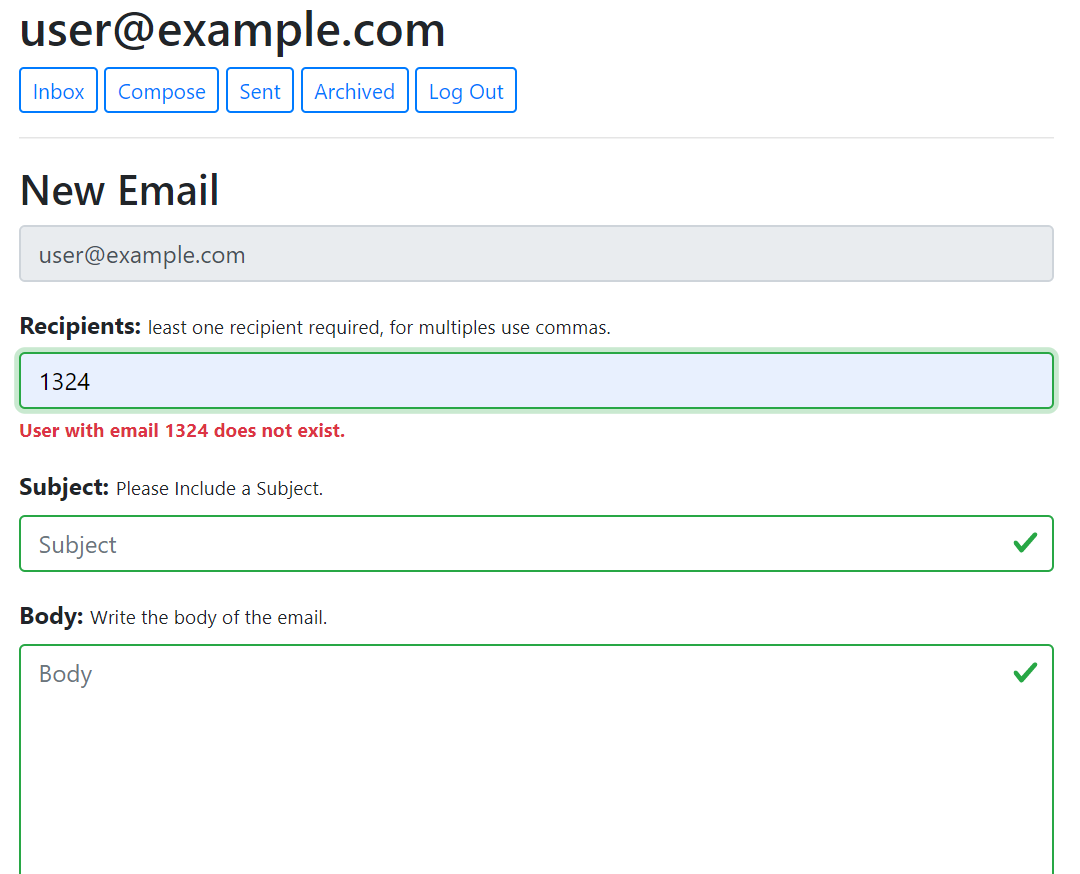 user@example.com
Inbox Compose Sent Archived Log Out
New Email
user@example.com
Recipients: least one recipient required, for multiples use commas.
1324
User with email 1324 does not exist.
Subject: Please Include a Subject.
Subject
Body: Write the body of the email.
Body